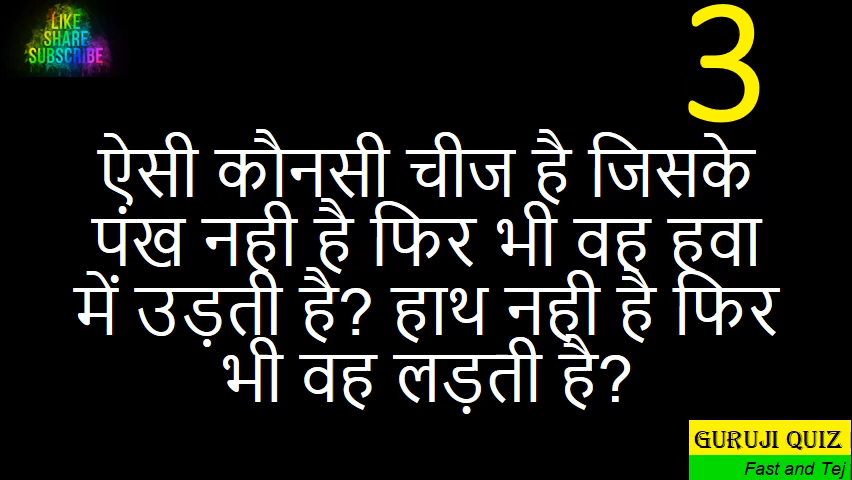 LIKE
SHARE
SUBSCRIBE
3
ऐसी कौनसी चीज है जिसके
पंख नही है फिर भी वह हवा
में उड़ती है? हाथ नही है फिर
भी वह लड़ती है?
GURUJI QUIZ
Fast and Tej